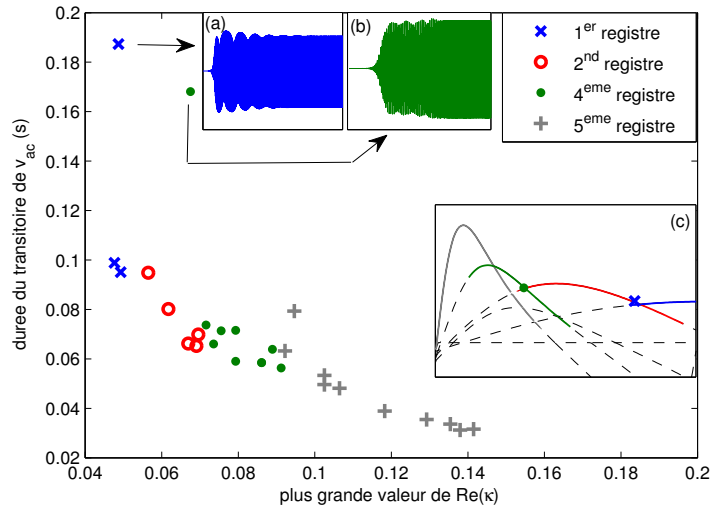 0.2
0.18
0.16
0.14
0.12
0.1
0.08
0.06
0.04
0.02
duree du transitoire de v_ac (s)
(a)
(b)
1^er registre
2^nd registre
4^eme registre
5^eme registre
(c)
0.04 0.06 0.08 0.1 0.12 0.14 0.16 0.18 0.2
plus grande valeur de Re(κ)